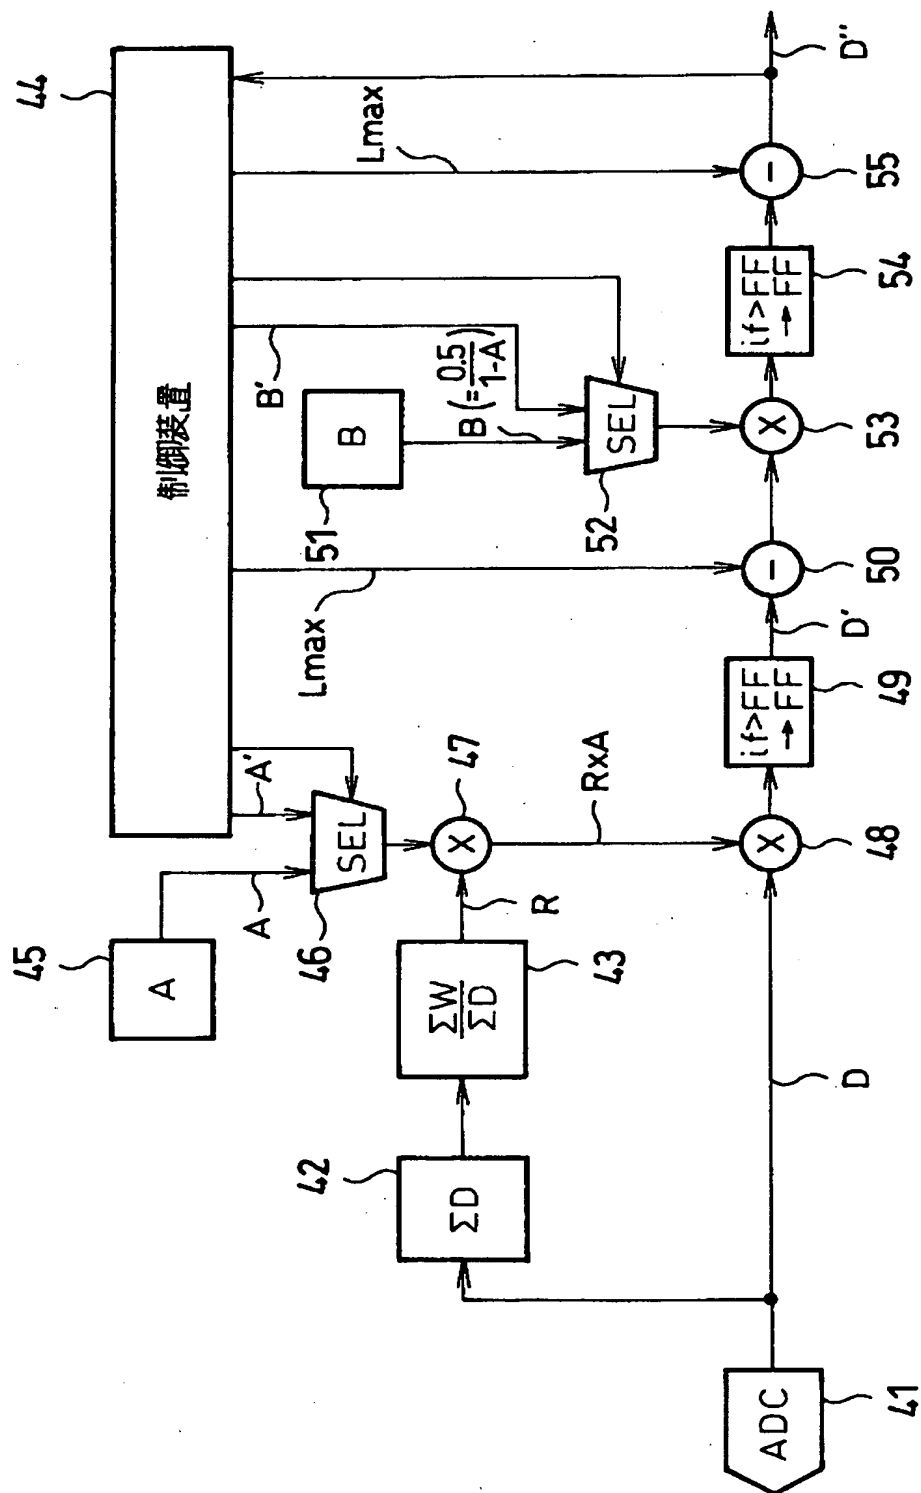 44
制御装置
45
A
A
A'
SEL
46
47
X
R
RxA
43
ΣW
ΣD
42
ΣD
41
ADC
D
48
X
49
if>FF
→FF
D'
50
-
Lmax
51
B
B'
B(=0.5/1-A)
SEL
52
53
X
54
if>FF
→FF
55
-
Lmax
D''